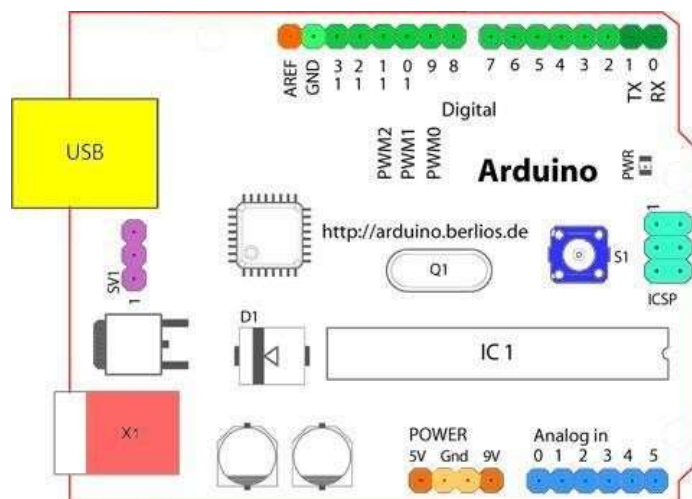 AREF GND 13 12 11 01 9 8 7 6 5 4 3 2 1 0
TX RX
Digital
PWM2 PWM1 PWM0
Arduino
PWR
USB
http://arduino.berlios.de
1
S1
Q1
ICSP
SV1
1
D1
IC 1
X1
POWER
5V Gnd 9V
Analog in
0 1 2 3 4 5